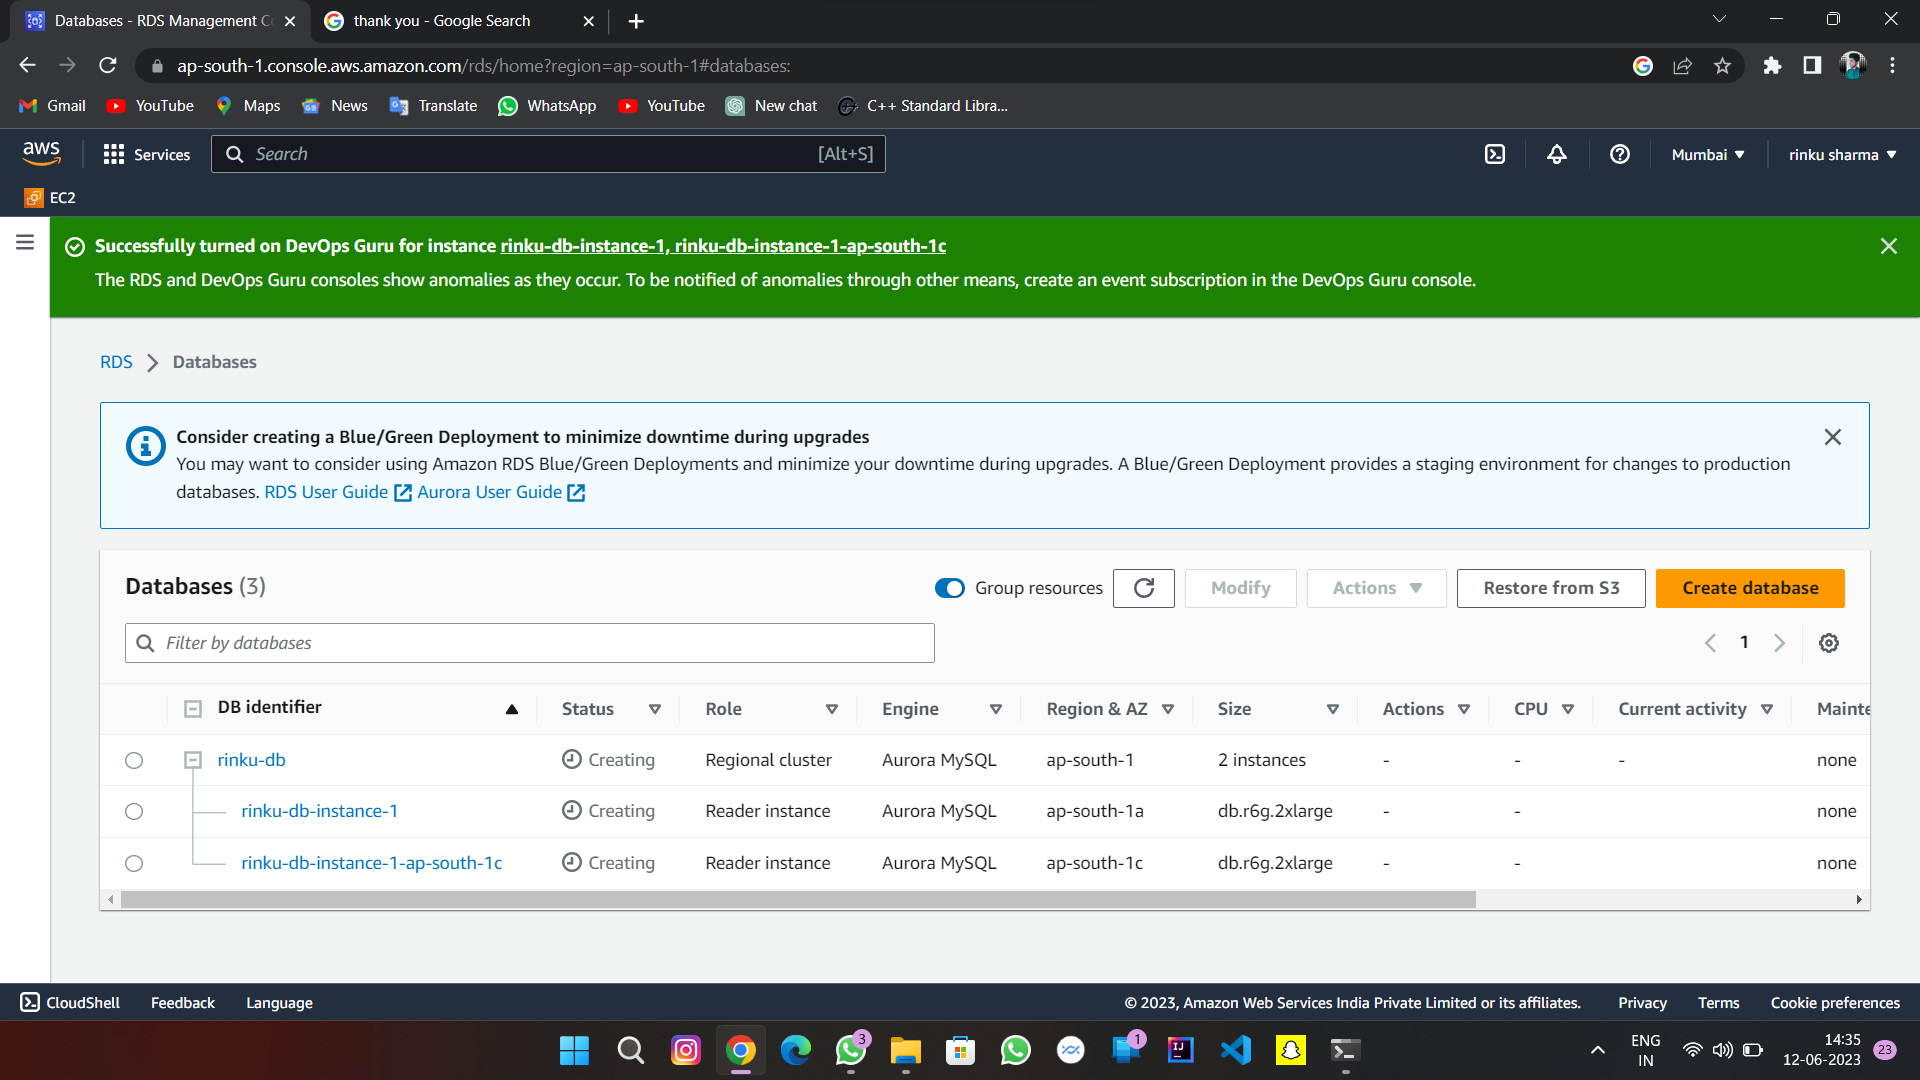 Databases - RDS Management Co
thank you - Google Search
ap-south-1.console.aws.amazon.com/rds/home?region=ap-south-1#databases:
Gmail YouTube Maps News Translate WhatsApp YouTube New chat C++ Standard Libra...
aws Services Search [Alt+S] Mumbai rinku sharma
EC2
Successfully turned on DevOps Guru for instance rinku-db-instance-1, rinku-db-instance-1-ap-south-1c
The RDS and DevOps Guru consoles show anomalies as they occur. To be notified of anomalies through other means, create an event subscription in the DevOps Guru console.
RDS Databases
Consider creating a Blue/Green Deployment to minimize downtime during upgrades
You may want to consider using Amazon RDS Blue/Green Deployments and minimize your downtime during upgrades. A Blue/Green Deployment provides a staging environment for changes to production
databases. RDS User Guide Aurora User Guide
Databases (3) Group resources Modify Actions Restore from S3 Create database
Filter by databases 1
DB identifier Status Role Engine Region & AZ Size Actions CPU Current activity Mainte
rinku-db Creating Regional cluster Aurora MySQL ap-south-1 2 instances - - - none
rinku-db-instance-1 Creating Reader instance Aurora MySQL ap-south-1a db.r6g.2xlarge - - none
rinku-db-instance-1-ap-south-1c Creating Reader instance Aurora MySQL ap-south-1c db.r6g.2xlarge - - none
CloudShell Feedback Language © 2023, Amazon Web Services India Private Limited or its affiliates. Privacy Terms Cookie preferences
3 1 IJ ENG 14:35
IN 12-06-2023 23